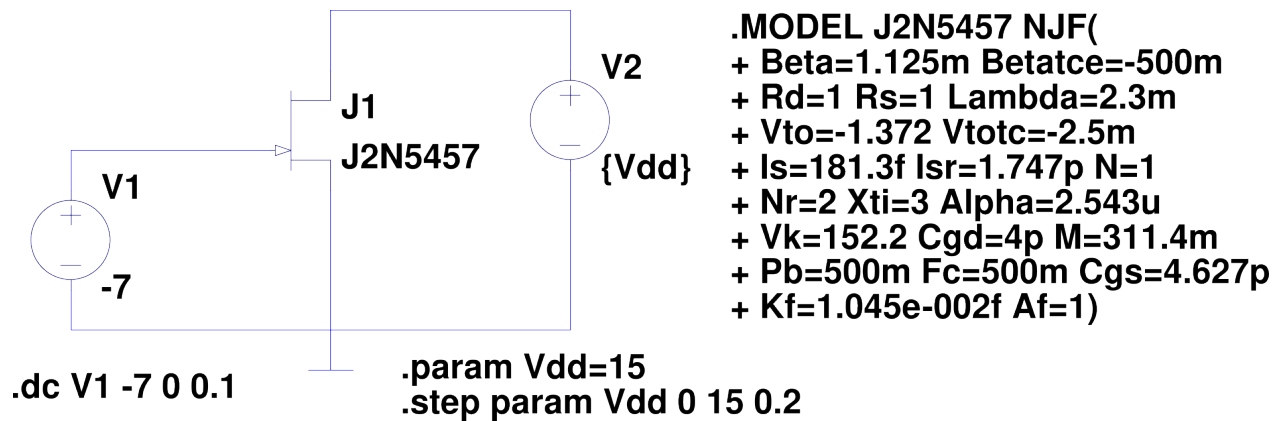 .MODEL J2N5457 NJF(
+ Beta=1.125m Betatce=-500m
+ Rd=1 Rs=1 Lambda=2.3m
+ Vto=-1.372 Vtotc=-2.5m
+ Is=181.3f Isr=1.747p N=1
+ Nr=2 Xti=3 Alpha=2.543u
+ Vk=152.2 Cgd=4p M=311.4m
+ Pb=500m Fc=500m Cgs=4.627p
+ Kf=1.045e-002f Af=1)
V2
{Vdd}
J1
J2N5457
V1
-7
.dc V1 -7 0 0.1
.param Vdd=15
.step param Vdd 0 15 0.2